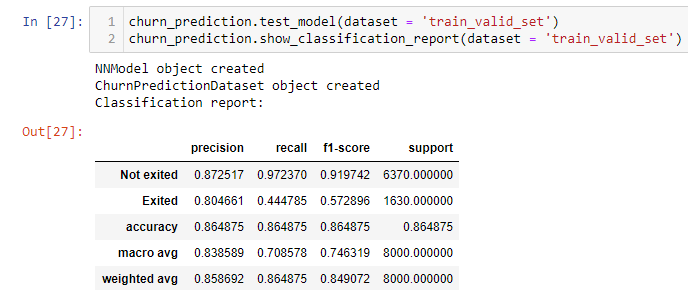 In [27]: 1 churn_prediction.test_model(dataset = 'train_valid_set')
2 churn_prediction.show_classification_report(dataset = 'train_valid_set')
NNModel object created
ChurnPredictionDataset object created
Classification report:
Out[27]:
precision recall f1-score support
Not exited 0.872517 0.972370 0.919742 6370.000000
Exited 0.804661 0.444785 0.572896 1630.000000
accuracy 0.864875 0.864875 0.864875 0.864875
macro avg 0.838589 0.708578 0.746319 8000.000000
weighted avg 0.858692 0.864875 0.849072 8000.000000